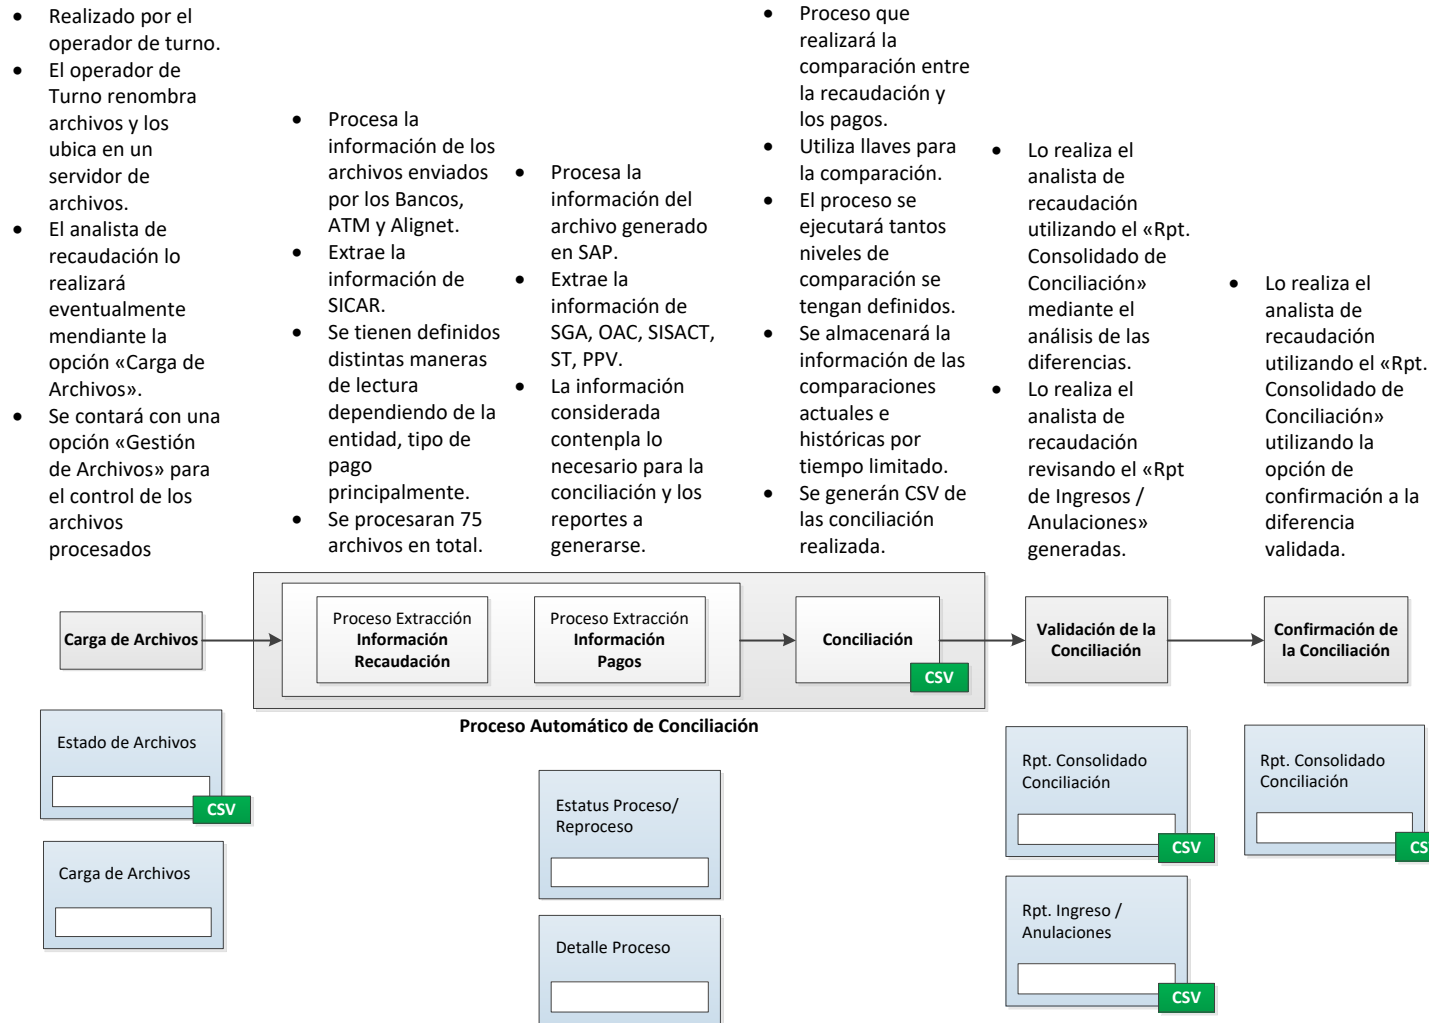 • Realizado por el
operador de turno.
• El operador de
Turno renombra
archivos y los
ubica en un
servidor de
archivos.
• El analista de
recaudación lo
realizará
eventualmente
mendiante la
opción «Carga de
Archivos».
• Se contará con una
opción «Gestión
de Archivos» para
el control de los
archivos
procesados
• Procesa la
información de los
archivos enviados
por los Bancos,
ATM y Alignet.
• Extrae la
información de
SICAR.
• Se tienen definidos
distintas maneras
de lectura
dependiendo de la
entidad, tipo de
pago
principalmente.
• Se procesaran 75
archivos en total.
• Procesa la
información del
archivo generado
en SAP.
• Extrae la
información de
SGA, OAC, SISACT,
ST, PPV.
• La información
considerada
contenpla lo
necesario para la
conciliación y los
reportes a
generarse.
• Proceso que
realizará la
comparación entre
la recaudación y
los pagos.
• Utiliza llaves para
la comparación.
• El proceso se
ejecutará tantos
niveles de
comparación se
tengan definidos.
• Se almacenará la
información de las
comparaciones
actuales e
históricas por
tiempo limitado.
• Se generán CSV de
las conciliación
realizada.
• Lo realiza el
analista de
recaudación
utilizando el «Rpt.
Consolidado de
Conciliación»
mediante el
análisis de las
diferencias.
• Lo realiza el
analista de
recaudación
revisando el «Rpt
de Ingresos /
Anulaciones»
generadas.
• Lo realiza el
analista de
recaudación
utilizando el «Rpt.
Consolidado de
Conciliación»
utilizando la
opción de
confirmación a la
diferencia
validada.
Carga de Archivos
Proceso Extracción
Información
Recaudación
Proceso Extracción
Información
Pagos
Conciliación
CSV
Validación de la
Conciliación
Confirmación de
la Conciliación
Proceso Automático de Conciliación
Estado de Archivos
CSV
Carga de Archivos
Estatus Proceso/
Reproceso
Detalle Proceso
Rpt. Consolidado
Conciliación
CSV
Rpt. Ingreso /
Anulaciones
CSV
Rpt. Consolidado
Conciliación
CS